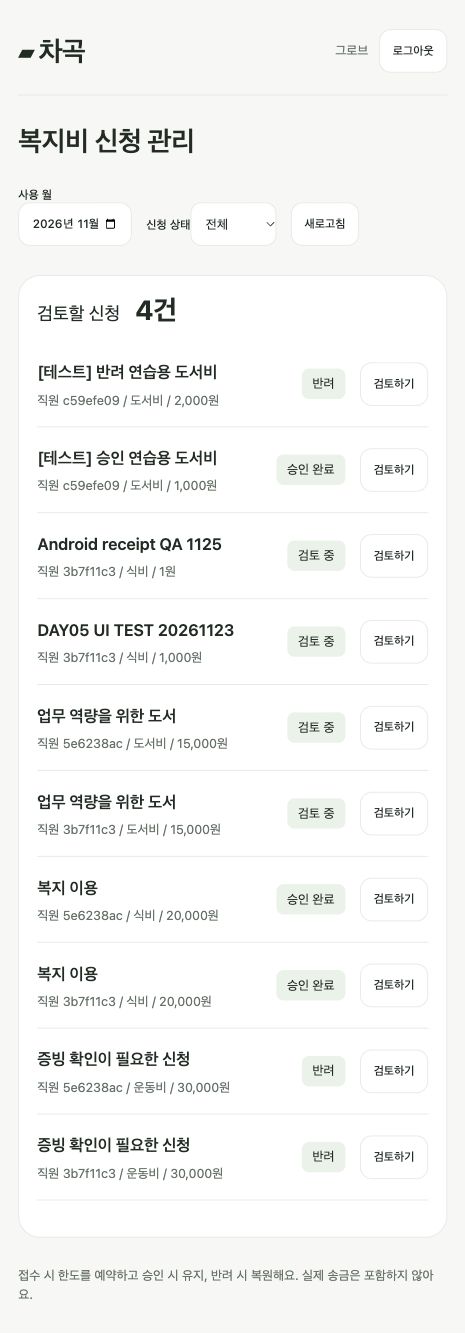 차곡
그로브
로그아웃
복지비 신청 관리
사용 월
2026년 11월
신청 상태
전체
새로고침
검토할 신청 4건
[테스트] 반려 연습용 도서비
직원 c59efe09 / 도서비 / 2,000원
반려
검토하기
[테스트] 승인 연습용 도서비
직원 c59efe09 / 도서비 / 1,000원
승인 완료
검토하기
Android receipt QA 1125
직원 3b7f11c3 / 식비 / 1원
검토 중
검토하기
DAY05 UI TEST 20261123
직원 3b7f11c3 / 식비 / 1,000원
검토 중
검토하기
업무 역량을 위한 도서
직원 5e6238ac / 도서비 / 15,000원
검토 중
검토하기
업무 역량을 위한 도서
직원 3b7f11c3 / 도서비 / 15,000원
검토 중
검토하기
복지 이용
직원 5e6238ac / 식비 / 20,000원
승인 완료
검토하기
복지 이용
직원 3b7f11c3 / 식비 / 20,000원
승인 완료
검토하기
증빙 확인이 필요한 신청
직원 5e6238ac / 운동비 / 30,000원
반려
검토하기
증빙 확인이 필요한 신청
직원 3b7f11c3 / 운동비 / 30,000원
반려
검토하기
접수 시 한도를 예약하고 승인 시 유지, 반려 시 복원해요. 실제 송금은 포함하지 않아
요.